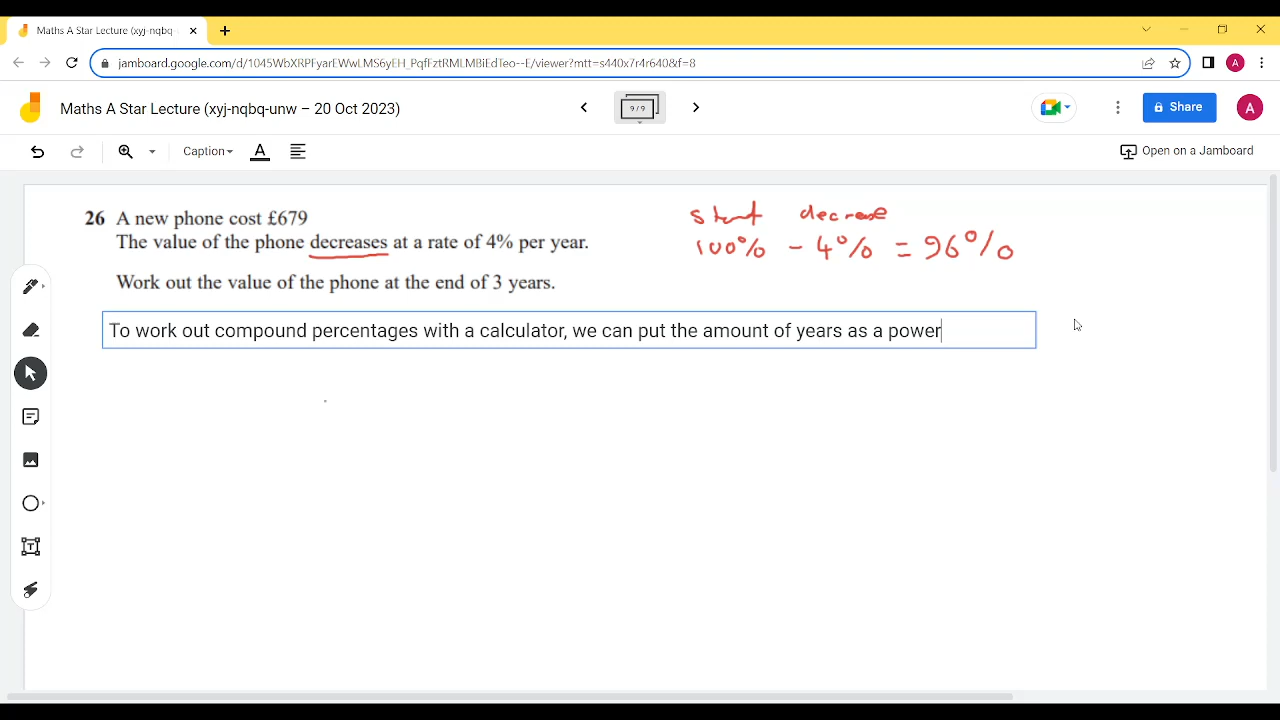 Maths A Star Lecture (xyj-nqbq
jamboard.google.com/d/1045WbXRPFyarEWwLMS6yEH_PqfFztRMLMBiEdTeo--E/viewer?mtt=s440x7r4r640&f=8
A
Maths A Star Lecture (xyj-nqbq-unw – 20 Oct 2023)
9 / 9
Share
A
Caption
A
Open on a Jamboard
26 A new phone cost £679
The value of the phone decreases at a rate of 4% per year.
Work out the value of the phone at the end of 3 years.
start decrease
100% - 4% = 96%
To work out compound percentages with a calculator, we can put the amount of years as a power